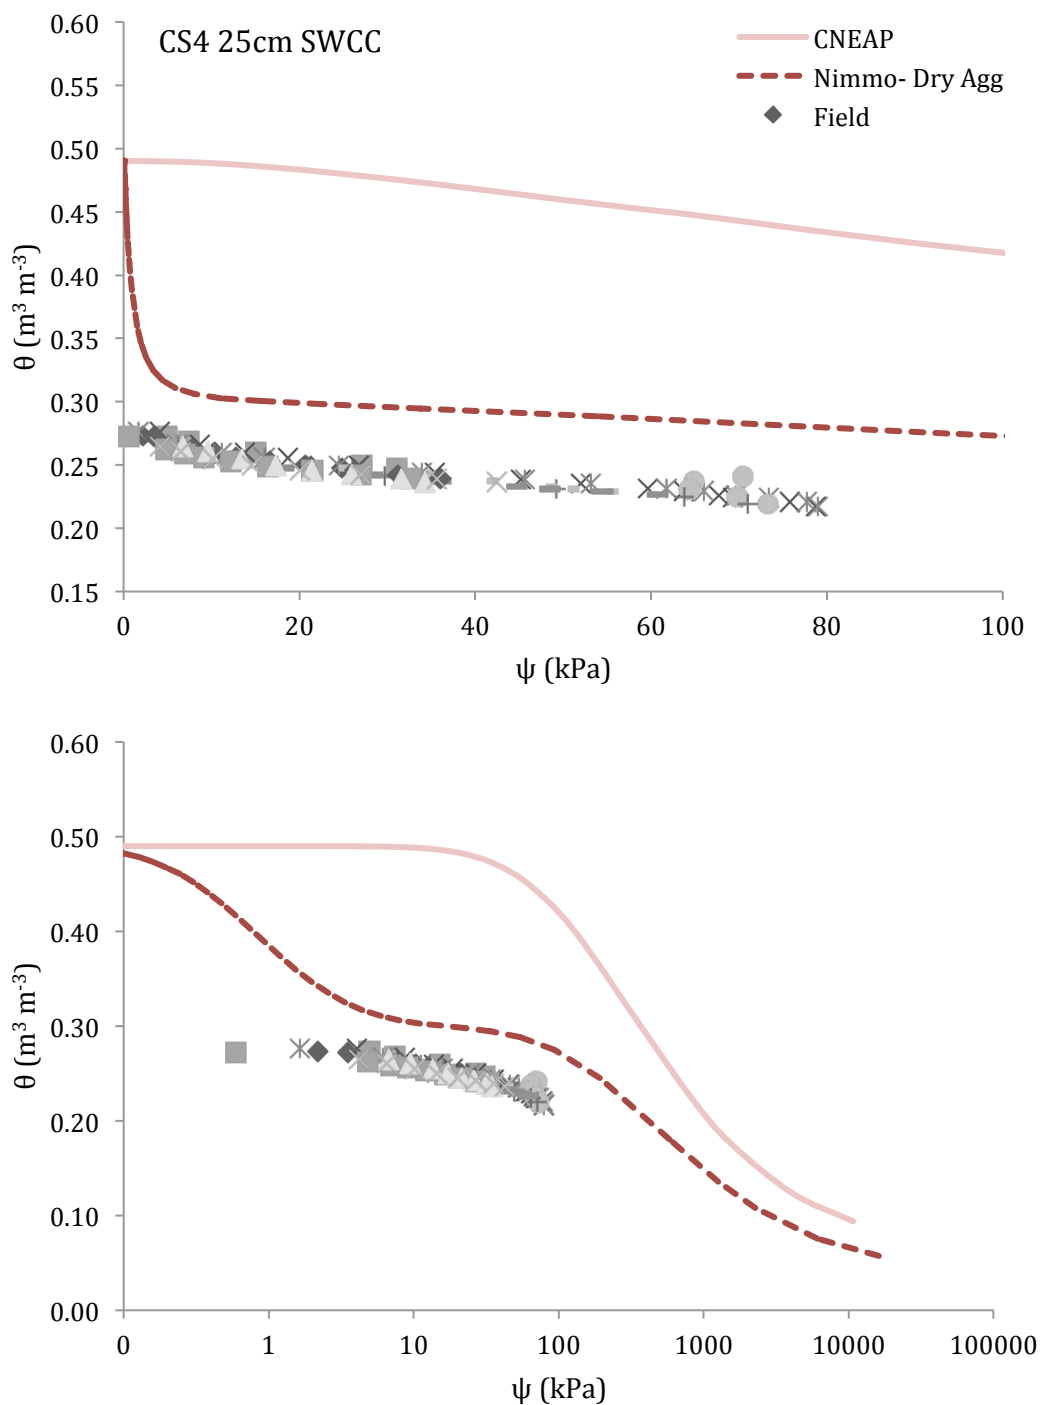 CS4 25cm SWCC
CNEAP
Nimmo- Dry Agg
Field
θ (m³ m⁻³)
0.60
0.55
0.50
0.45
0.40
0.35
0.30
0.25
0.20
0.15
0 20 40 60 80 100
ψ (kPa)
θ (m³ m⁻³)
0.60
0.50
0.40
0.30
0.20
0.10
0.00
0 1 10 100 1000 10000 100000
ψ (kPa)